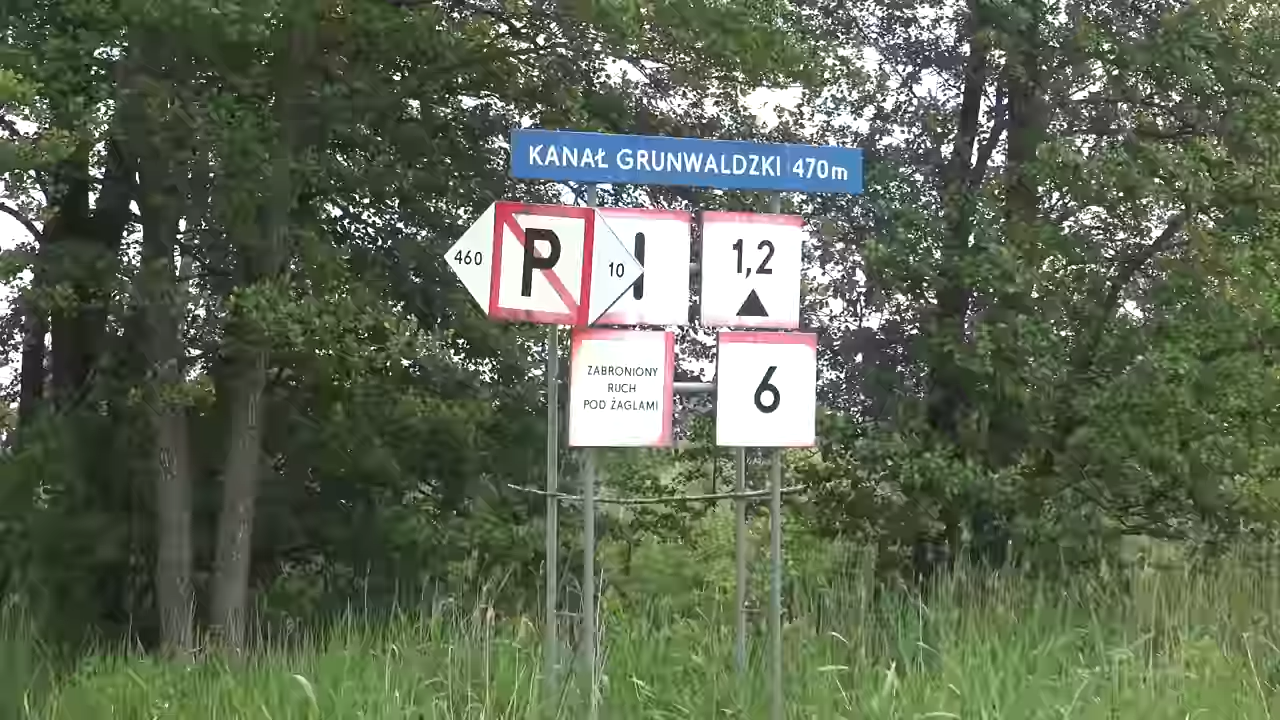 KANAŁ GRUNWALDZKI 470m
460 P 10
1,2
ZABRONIONY
RUCH
POD ŻAGLAMI
6